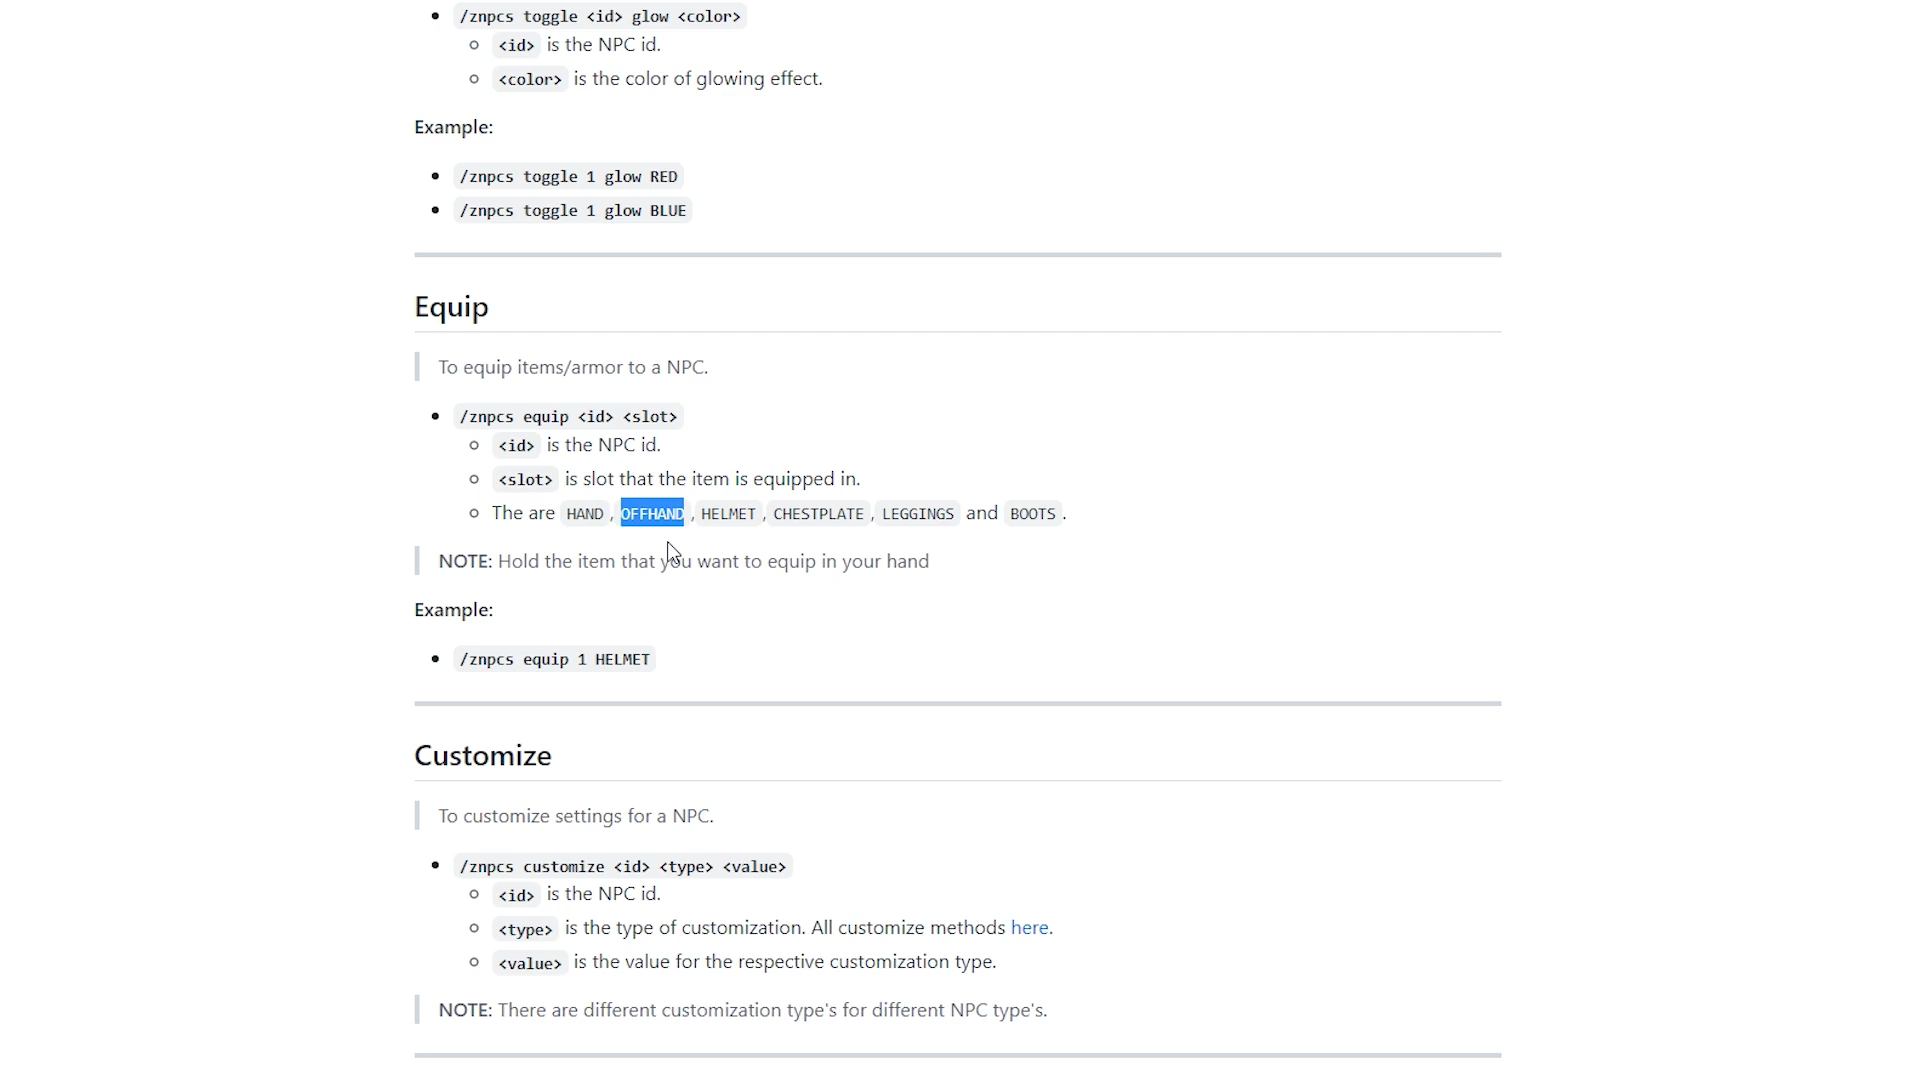 /znpcs toggle <id> glow <color>
<id> is the NPC id.
<color> is the color of glowing effect.
Example:
/znpcs toggle 1 glow RED
/znpcs toggle 1 glow BLUE
Equip
To equip items/armor to a NPC.
/znpcs equip <id> <slot>
<id> is the NPC id.
<slot> is slot that the item is equipped in.
The are HAND, OFFHAND, HELMET, CHESTPLATE, LEGGINGS and BOOTS.
NOTE: Hold the item that you want to equip in your hand
Example:
/znpcs equip 1 HELMET
Customize
To customize settings for a NPC.
/znpcs customize <id> <type> <value>
<id> is the NPC id.
<type> is the type of customization. All customize methods here.
<value> is the value for the respective customization type.
NOTE: There are different customization type's for different NPC type's.